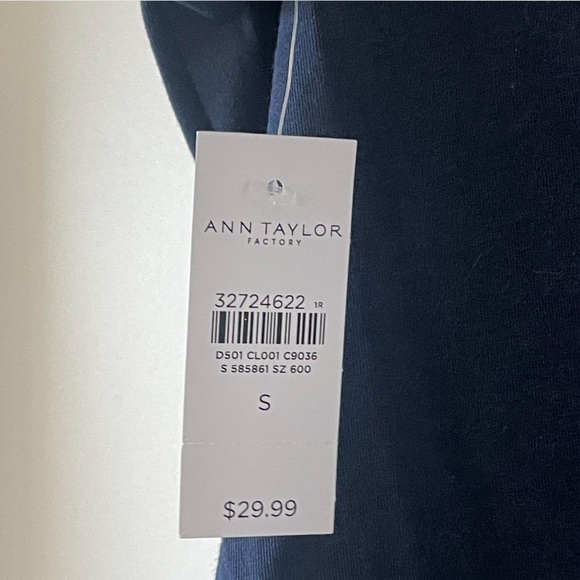 ANN TAYLOR
FACTORY
32724622 1R
D501 CL001 C9036
S 585861 SZ 600
S
$29.99